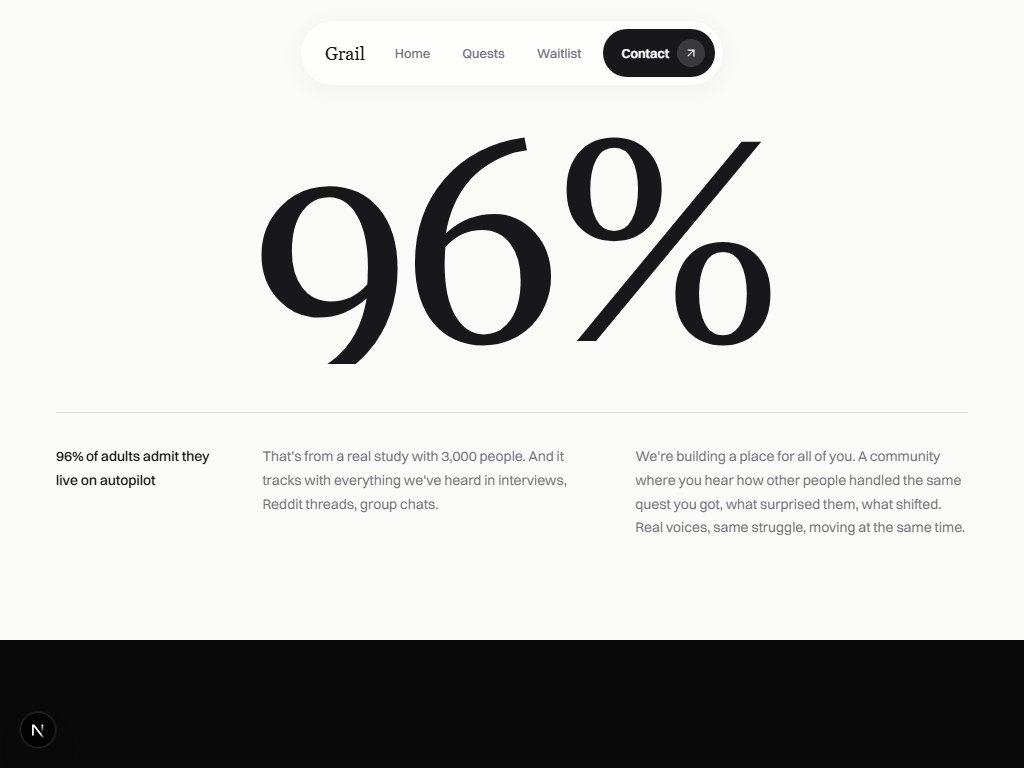 Grail Home Quests Waitlist Contact
96%
96% of adults admit they
live on autopilot
That's from a real study with 3,000 people. And it
tracks with everything we've heard in interviews,
Reddit threads, group chats.
We're building a place for all of you. A community
where you hear how other people handled the same
quest you got, what surprised them, what shifted.
Real voices, same struggle, moving at the same time.
N